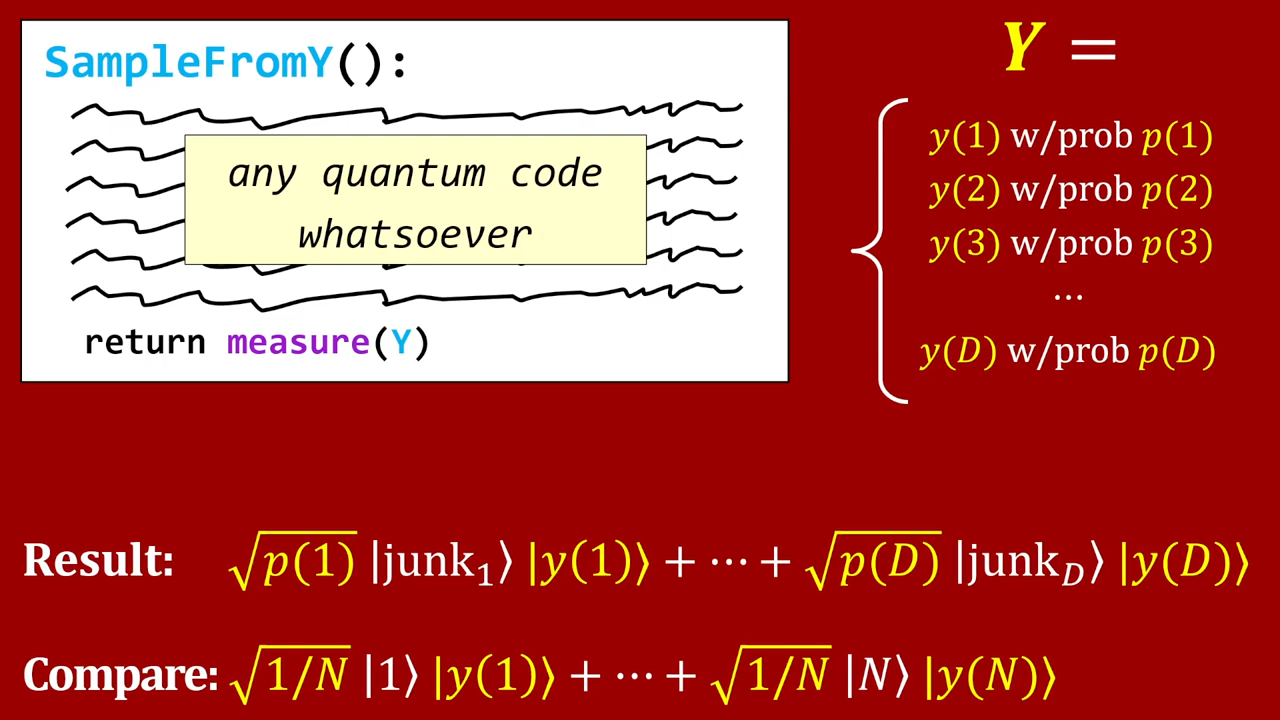 SampleFromY():
any quantum code
whatsoever
return measure(Y)
Y =
y(1) w/prob p(1)
y(2) w/prob p(2)
y(3) w/prob p(3)
...
y(D) w/prob p(D)
Result: √p(1) |junk₁⟩ |y(1)⟩ + ⋯ + √p(D) |junk_D⟩ |y(D)⟩
Compare: √1/N |1⟩ |y(1)⟩ + ⋯ + √1/N |N⟩ |y(N)⟩